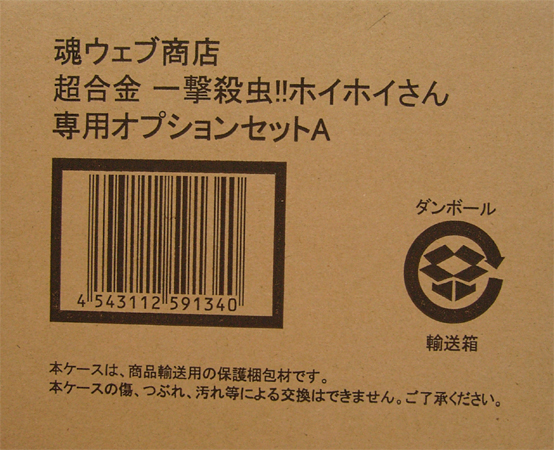 魂ウェブ商店
超合金 一撃殺虫!!ホイホイさん
専用オプションセットA
4 543112 591340
ダンボール
輸送箱
本ケースは、商品輸送用の保護梱包材です。
本ケースの傷、つぶれ、汚れ等による交換はできません。ご了承ください。